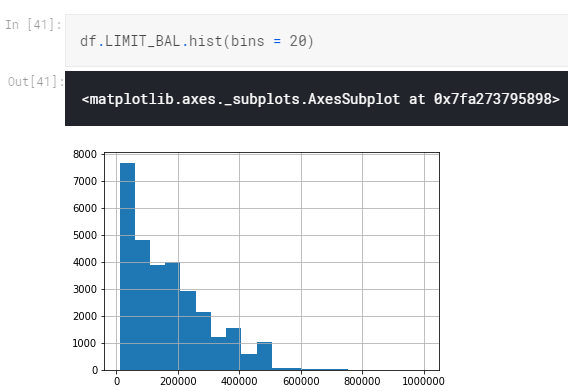 In [41]:
df.LIMIT_BAL.hist(bins = 20)
Out[41]:
<matplotlib.axes._subplots.AxesSubplot at 0x7fa273795898>
8000
7000
6000
5000
4000
3000
2000
1000
0
0 200000 400000 600000 800000 1000000